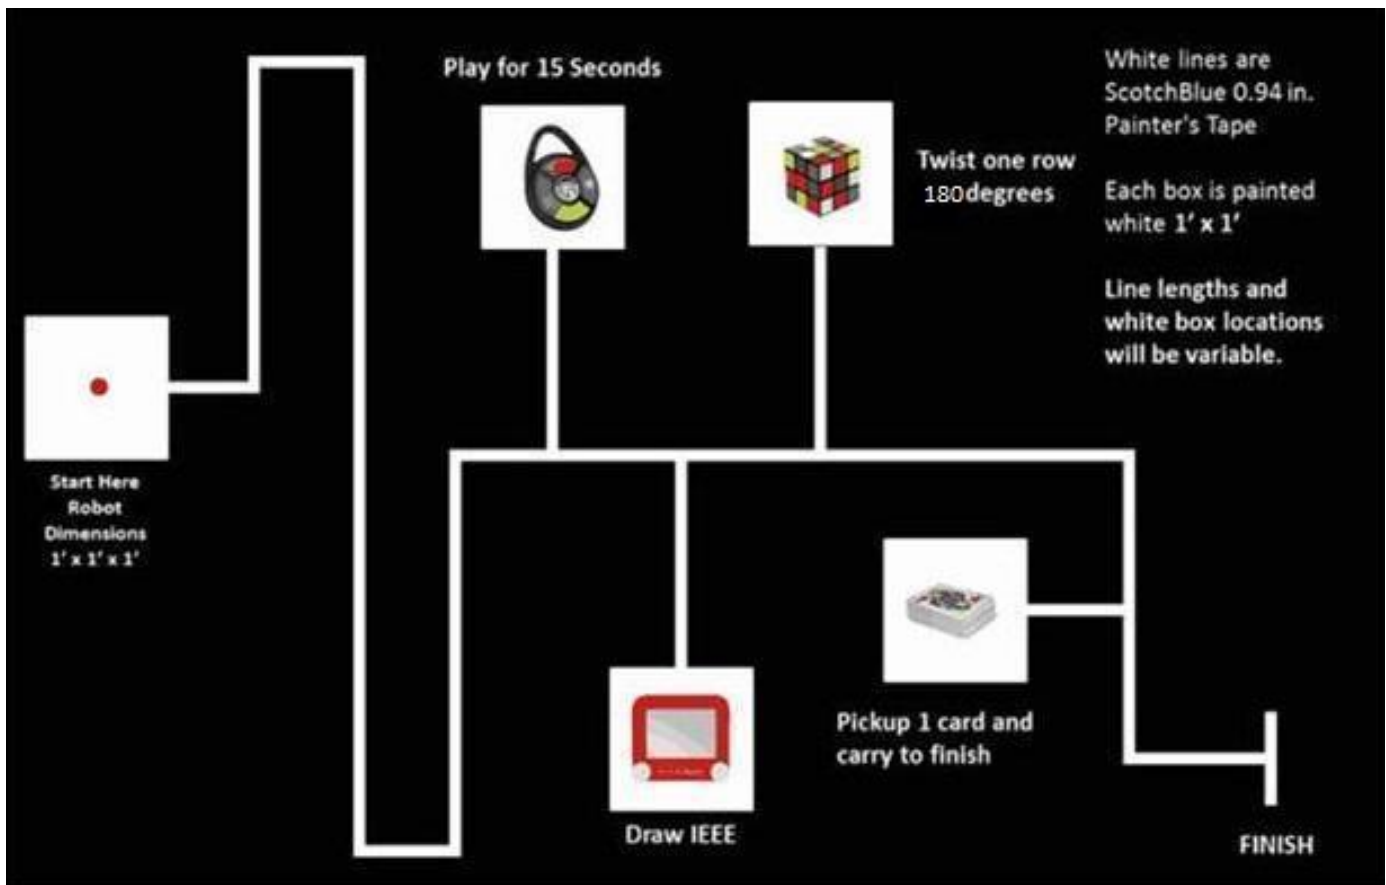 Play for 15 Seconds
White lines are
ScotchBlue 0.94 in.
Painter's Tape
Each box is painted
white 1' x 1'
Line lengths and
white box locations
will be variable.
Twist one row
180degrees
Start Here
Robot
Dimensions
1' x 1' x 1'
Pickup 1 card and
carry to finish
Draw IEEE
FINISH